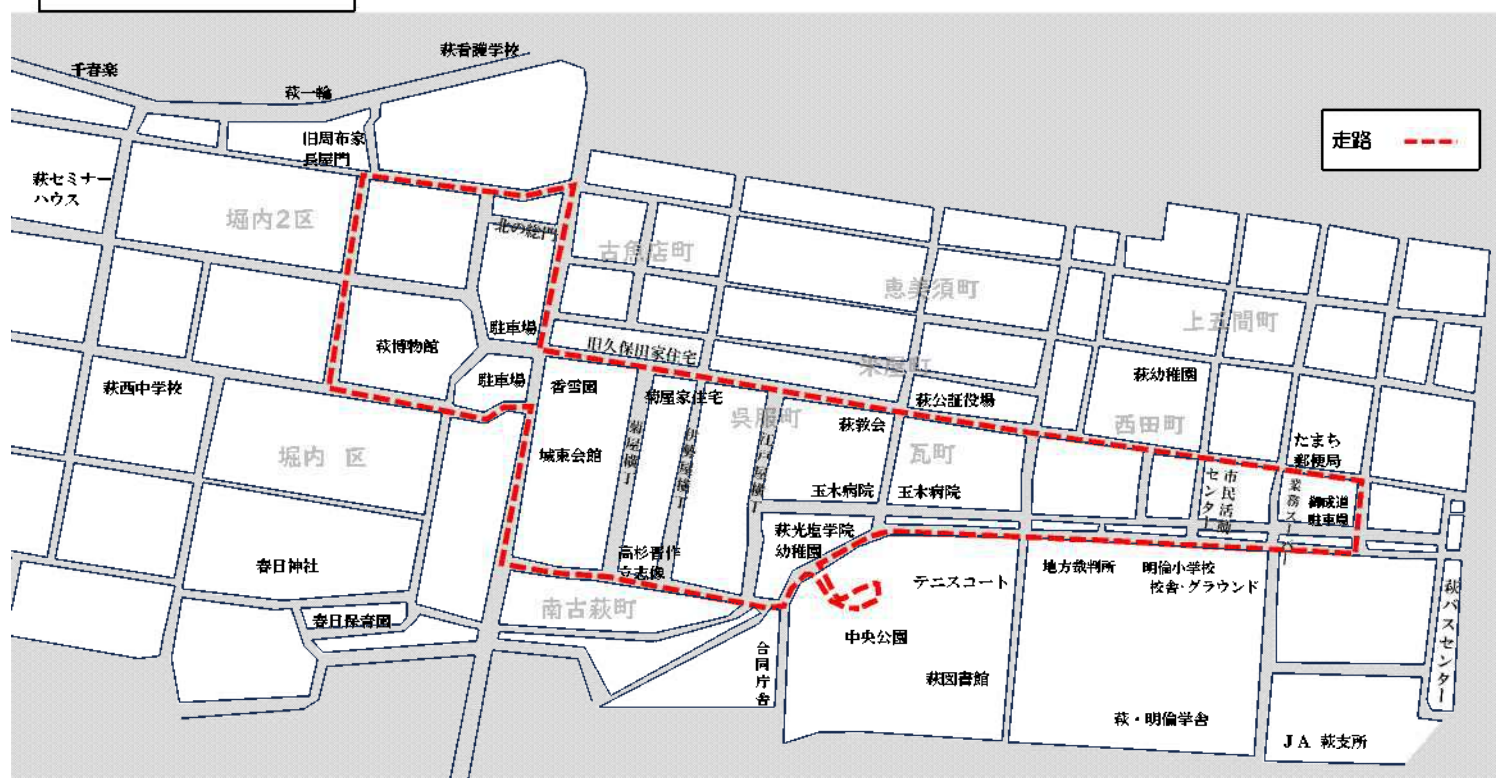 萩看護学校
千春楽
萩一輪
走路
旧周布家
長屋門
萩セミナー
ハウス
堀内2区
北の総門
古魚店町
恵美須町
上五間町
駐車場
旧久保田家住宅
萩博物館
米屋町
萩幼稚園
駐車場
香雪園
菊屋家住宅
萩公証役場
萩西中学校
呉服町
萩教会
西田町
たまち
郵便局
堀内 区
城東会館
菊屋横丁
伊勢屋横丁
江戸屋横丁
瓦町
玉木病院
玉木病院
市民活動
センター
業務スーパー
御成道
駐車場
萩光塩学院
幼稚園
高杉晋作
立志像
春日神社
テニスコート
地方裁判所
明倫小学校
校舎・グラウンド
南古萩町
春日保育園
中央公園
合同庁舎
萩図書館
萩バスセンター
萩・明倫学舎
JA 萩支所